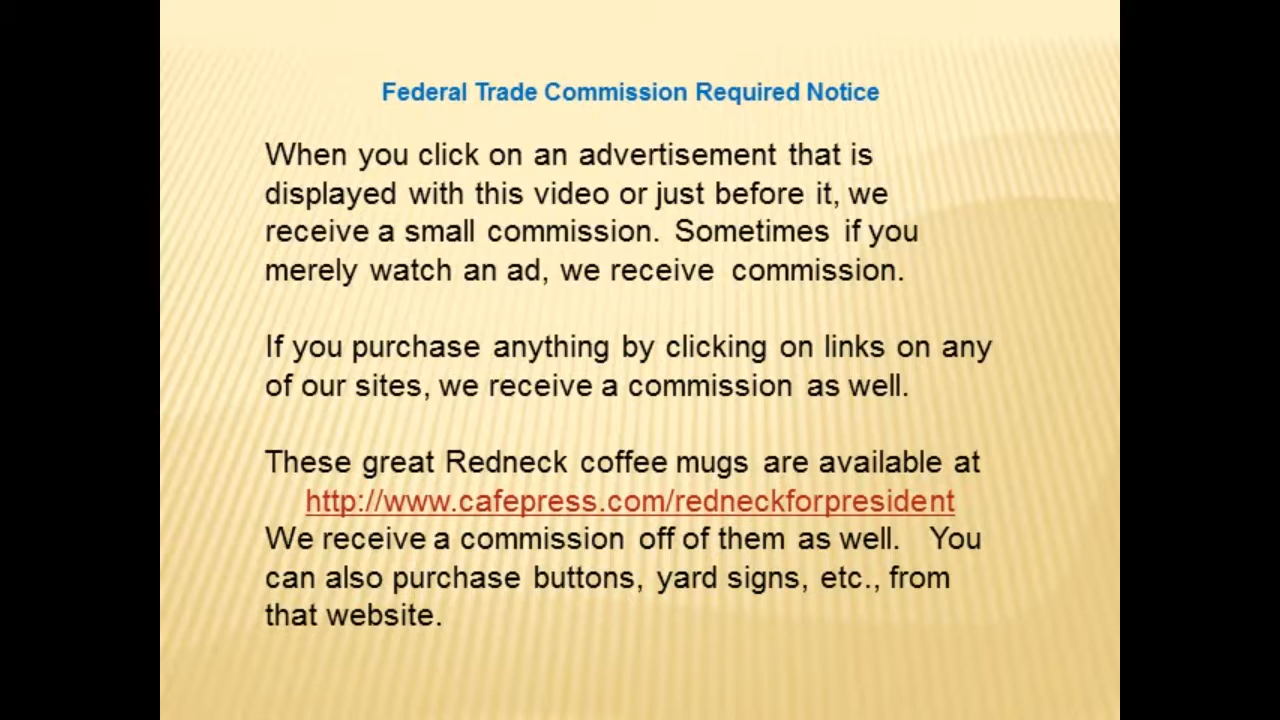 Federal Trade Commission Required Notice
When you click on an advertisement that is
displayed with this video or just before it, we
receive a small commission. Sometimes if you
merely watch an ad, we receive commission.
If you purchase anything by clicking on links on any
of our sites, we receive a commission as well.
These great Redneck coffee mugs are available at
http://www.cafepress.com/redneckforpresident
We receive a commission off of them as well. You
can also purchase buttons, yard signs, etc., from
that website.